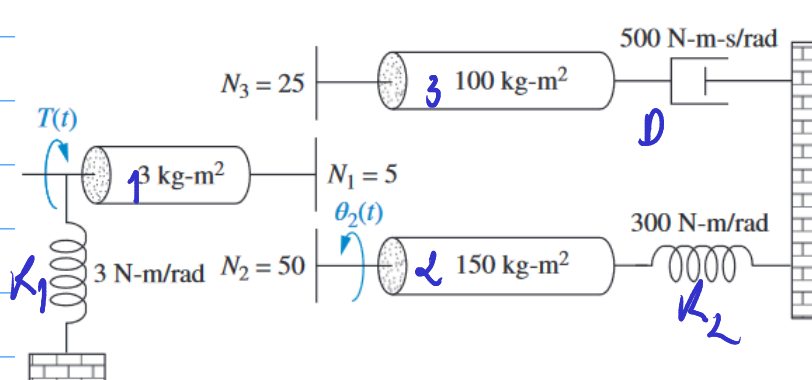 500 N-m-s/rad
N₃ = 25
3 100 kg-m²
D
T(t)
1 3 kg-m²
N₁ = 5
θ₂(t)
300 N-m/rad
K₁
3 N-m/rad
N₂ = 50
2 150 kg-m²
K₂